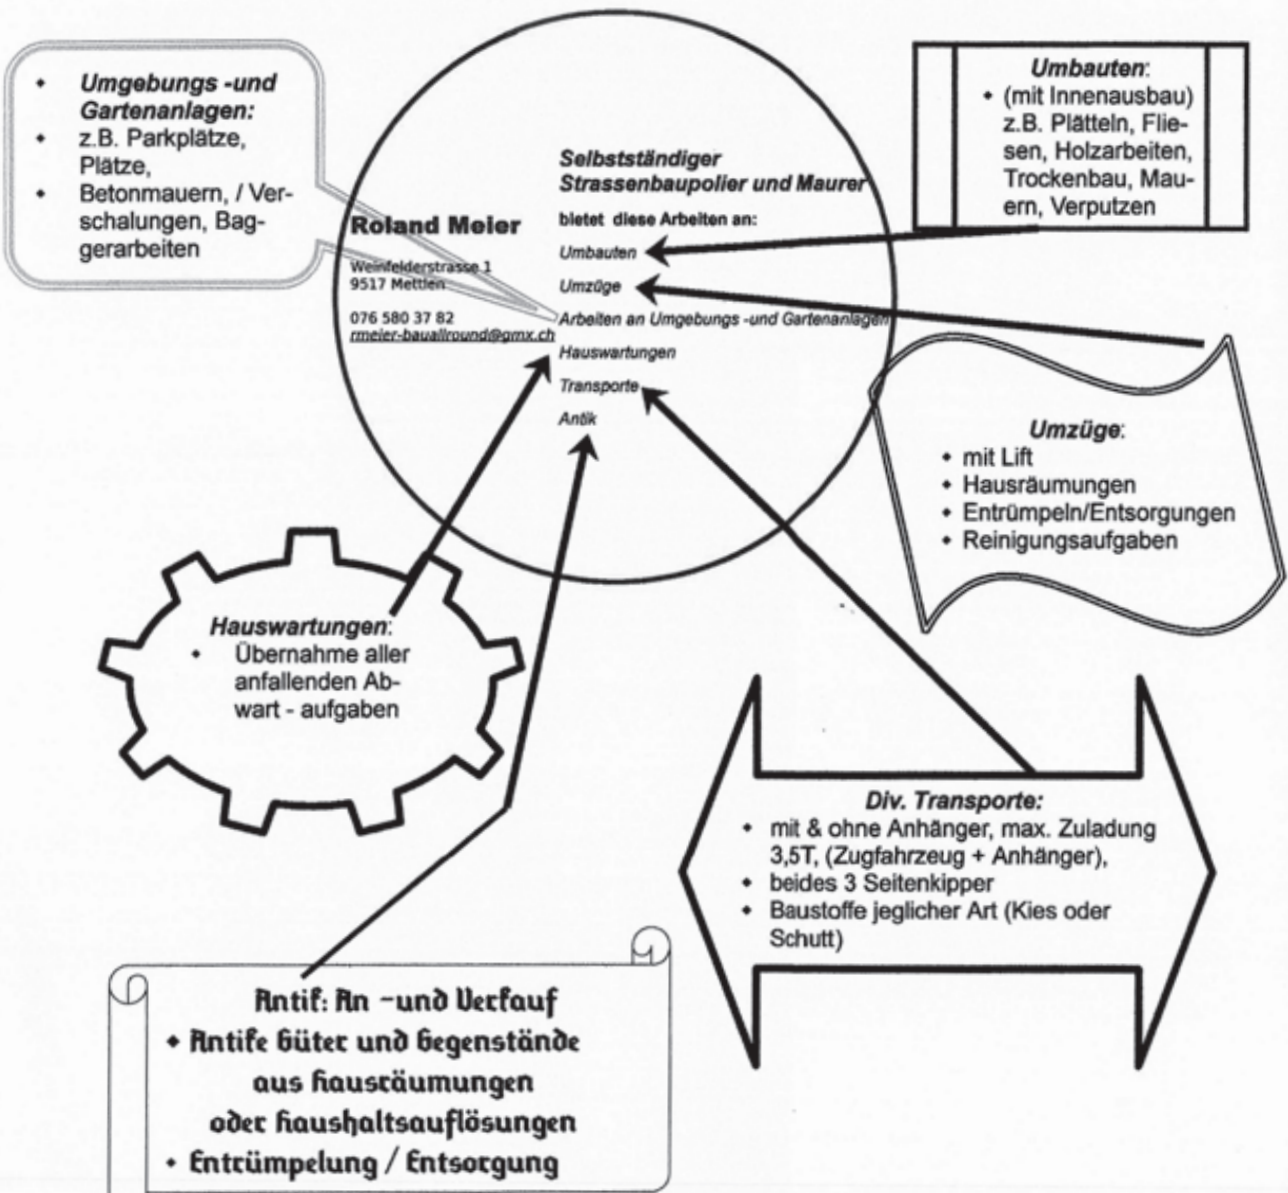 Umgebungs -und
Gartenanlagen:
z.B. Parkplätze,
Plätze,
Betonmauern, / Ver-
schalungen, Bag-
gerarbeiten
Roland Meier
Weinfelderstrasse 1
9517 Mettlen
076 580 37 82
rmeier-bauallround@gmx.ch
Selbstständiger
Strassenbaupolier und Maurer
bietet diese Arbeiten an:
Umbauten
Umzüge
Arbeiten an Umgebungs -und Gartenanlagen
Hauswartungen
Transporte
Antik
Umbauten:
(mit Innenausbau)
z.B. Plätteln, Flie-
sen, Holzarbeiten,
Trockenbau, Mau-
ern, Verputzen
Umzüge:
mit Lift
Hausräumungen
Entrümpeln/Entsorgungen
Reinigungsaufgaben
Hauswartungen:
Übernahme aller
anfallenden Ab-
wart - aufgaben
Div. Transporte:
mit & ohne Anhänger, max. Zuladung
3,5T, (Zugfahrzeug + Anhänger),
beides 3 Seitenkipper
Baustoffe jeglicher Art (Kies oder
Schutt)
Antik: An -und Verkauf
Antike Güter und Gegenstände
aus Hausräumungen
oder Haushaltsauflösungen
Entrümpelung / Entsorgung